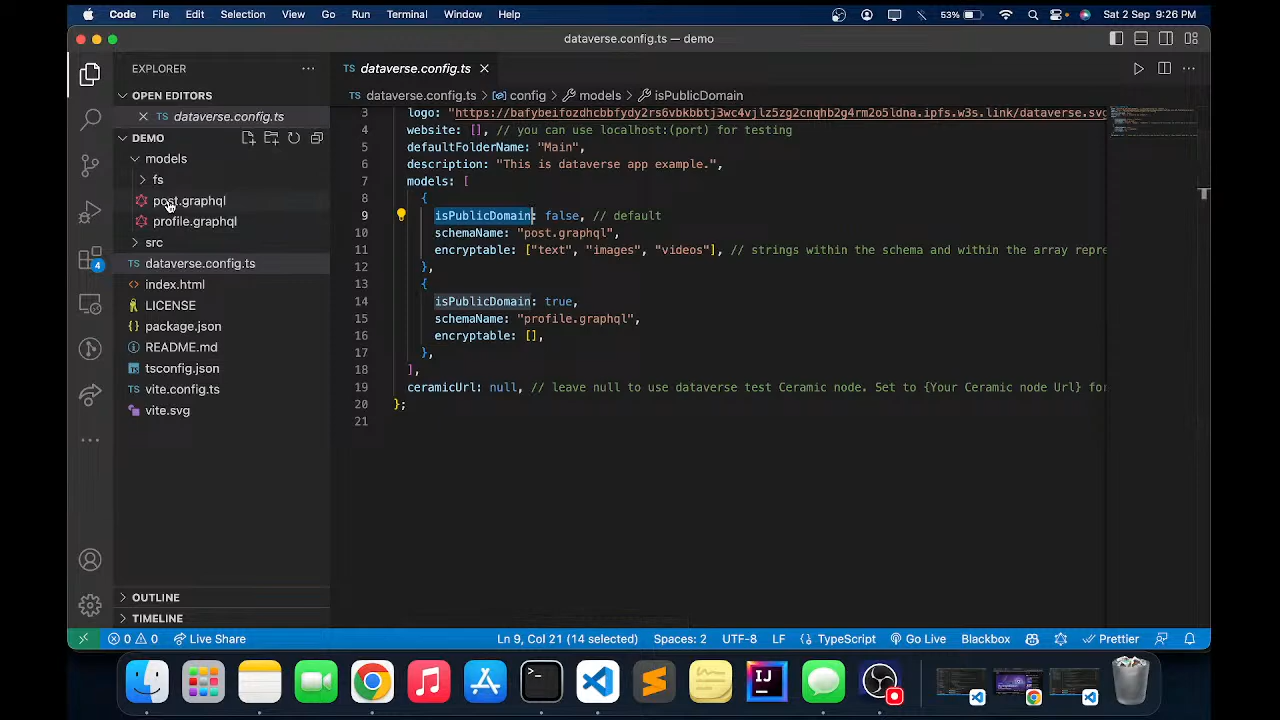 Code File Edit Selection View Go Run Terminal Window Help 53% Sat 2 Sep 9:26 PM
dataverse.config.ts — demo
EXPLORER
TS dataverse.config.ts
OPEN EDITORS
TS dataverse.config.ts > config > models > isPublicDomain
TS dataverse.config.ts
DEMO
models
fs
post.graphql
profile.graphql
src
TS dataverse.config.ts
index.html
LICENSE
package.json
README.md
tsconfig.json
TS vite.config.ts
vite.svg
OUTLINE
TIMELINE
4
3 logo: "https://bafybeifozdhcbbfydy2rs6vbkbbtj3wc4vjlz5zg2cnqhb2g4rm2o5ldna.ipfs.w3s.link/dataverse.svg
4 website: [], // you can use localhost:(port) for testing
5 defaultFolderName: "Main",
6 description: "This is dataverse app example.",
7 models: [
8 {
9 isPublicDomain: false, // default
10 schemaName: "post.graphql",
11 encryptable: ["text", "images", "videos"], // strings within the schema and within the array repre
12 },
13 {
14 isPublicDomain: true,
15 schemaName: "profile.graphql",
16 encryptable: [],
17 },
18 ],
19 ceramicUrl: null, // leave null to use dataverse test Ceramic node. Set to {Your Ceramic node Url} for
20 };
21
0 0 Live Share Ln 9, Col 21 (14 selected) Spaces: 2 UTF-8 LF {} TypeScript Go Live Blackbox Prettier